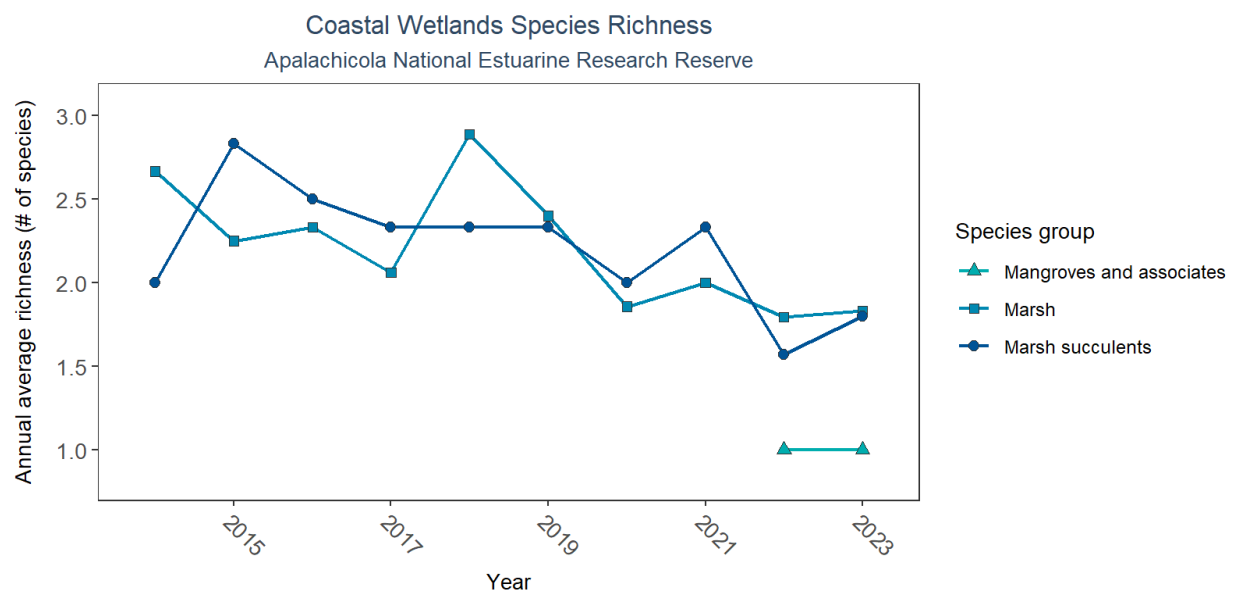 Coastal Wetlands Species Richness
Apalachicola National Estuarine Research Reserve
Annual average richness (# of species)
3.0
2.5
2.0
1.5
1.0
2015
2017
2019
2021
2023
Year
Species group
Mangroves and associates
Marsh
Marsh succulents